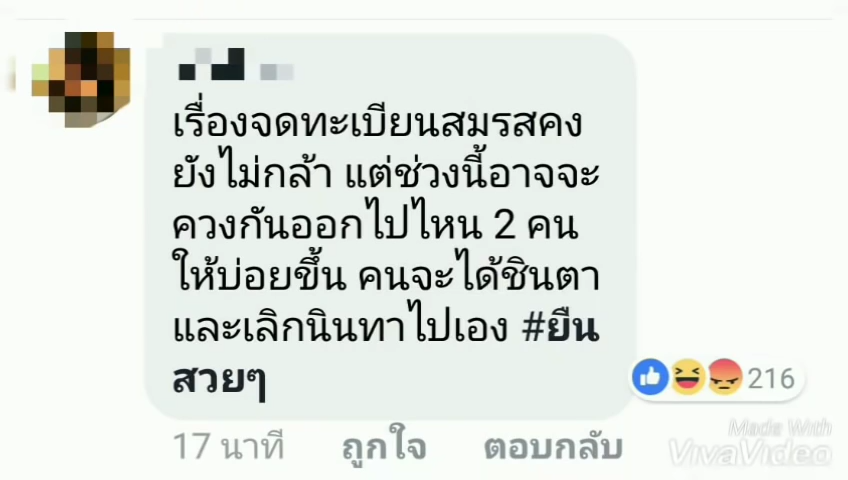 เรื่องจดทะเบียนสมรสคง
ยังไม่กล้า แต่ช่วงนี้อาจจะ
ควงกันออกไปไหน 2 คน
ให้บ่อยขึ้น คนจะได้ชินตา
และเลิกนินทาไปเอง #ยืน
สวยๆ
216
17 นาที ถูกใจ ตอบกลับ
Made With
VivaVideo